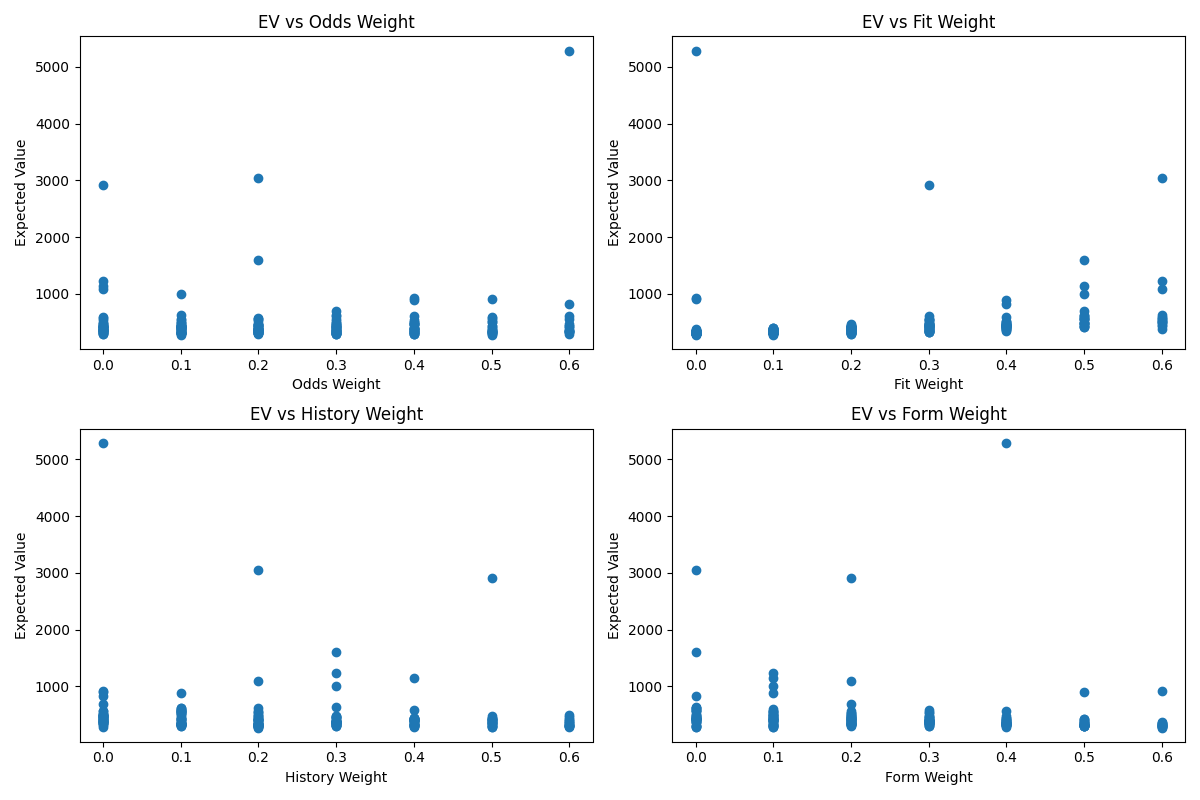 EV vs Odds Weight
Expected Value
5000
4000
3000
2000
1000
0.0 0.1 0.2 0.3 0.4 0.5 0.6
Odds Weight
EV vs Fit Weight
Expected Value
5000
4000
3000
2000
1000
0.0 0.1 0.2 0.3 0.4 0.5 0.6
Fit Weight
EV vs History Weight
Expected Value
5000
4000
3000
2000
1000
0.0 0.1 0.2 0.3 0.4 0.5 0.6
History Weight
EV vs Form Weight
Expected Value
5000
4000
3000
2000
1000
0.0 0.1 0.2 0.3 0.4 0.5 0.6
Form Weight